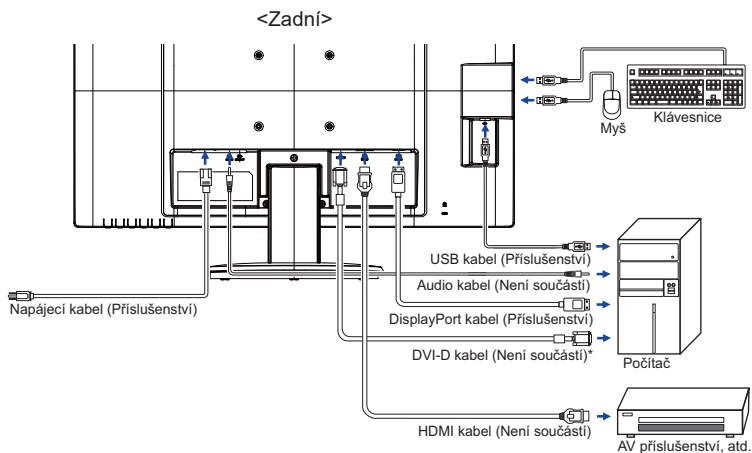 <Zadní>
Klávesnice
Myš
USB kabel (Příslušenství)
Audio kabel (Není součástí)
Napájecí kabel (Příslušenství)
DisplayPort kabel (Příslušenství)
DVI-D kabel (Není součástí)*
Počítač
HDMI kabel (Není součástí)
AV příslušenství, atd.